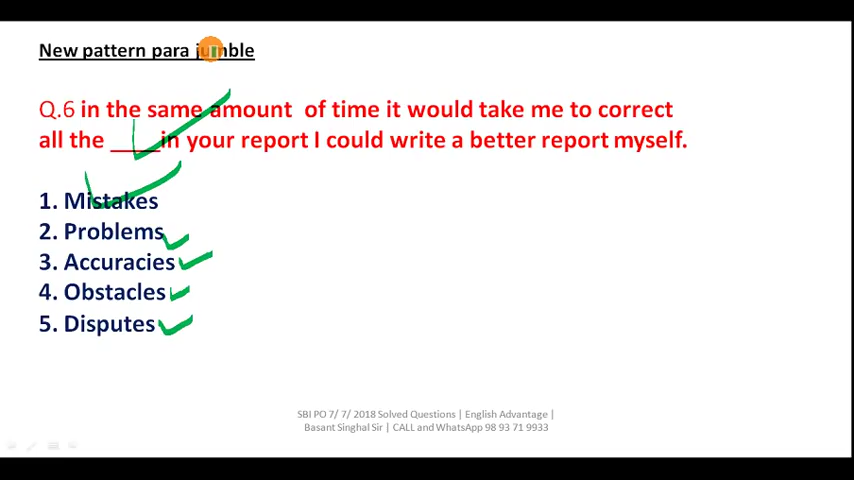 New pattern para jumble
Q.6 in the same amount of time it would take me to correct
all the ____in your report I could write a better report myself.
1. Mistakes
2. Problems
3. Accuracies
4. Obstacles
5. Disputes
SBI PO 7/ 7/ 2018 Solved Questions | English Advantage |
Basant Singhal Sir | CALL and WhatsApp 98 93 71 9933